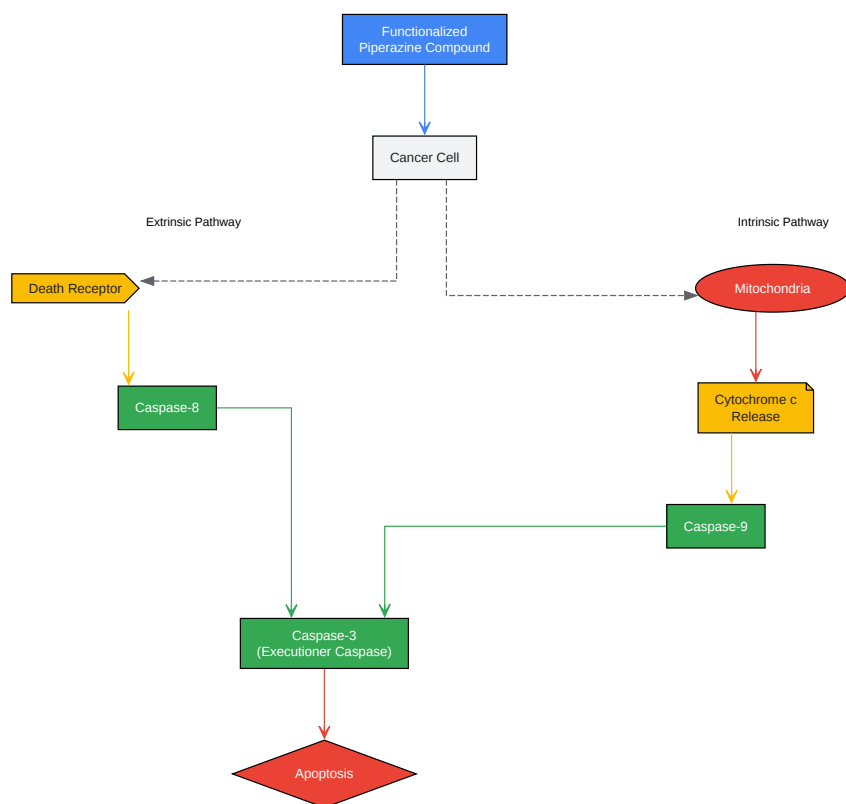 Functionalized
Piperazine Compound
Cancer Cell
Extrinsic Pathway
Intrinsic Pathway
Death Receptor
Mitochondria
Caspase-8
Cytochrome c
Release
Caspase-9
Caspase-3
(Executioner Caspase)
Apoptosis